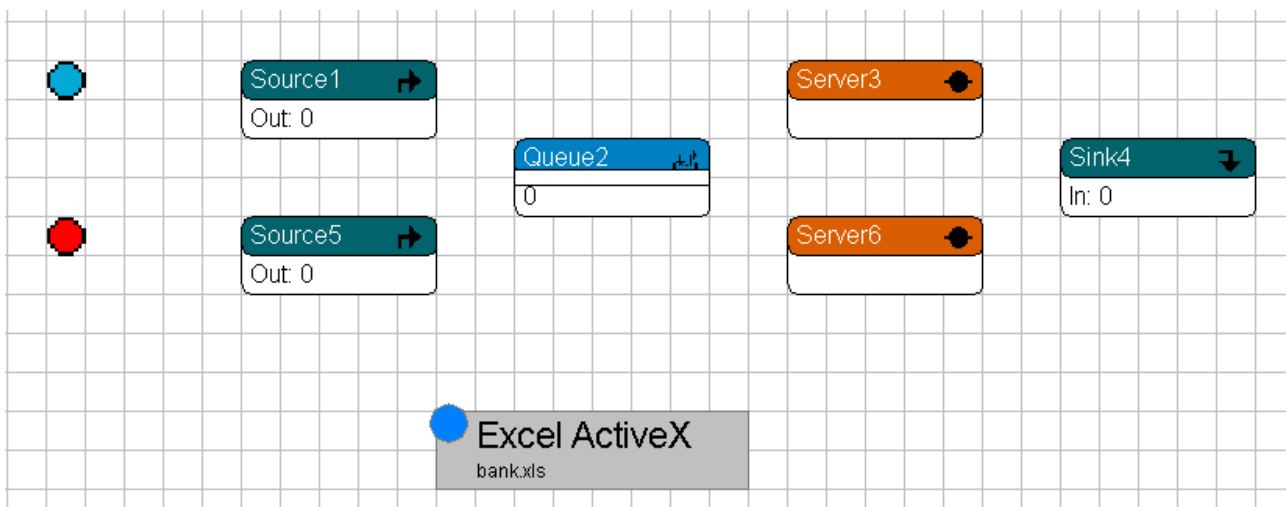 Source1
Out: 0
Server3
Queue2
0
Sink4
In: 0
Source5
Out: 0
Server6
Excel ActiveX
bank.xls